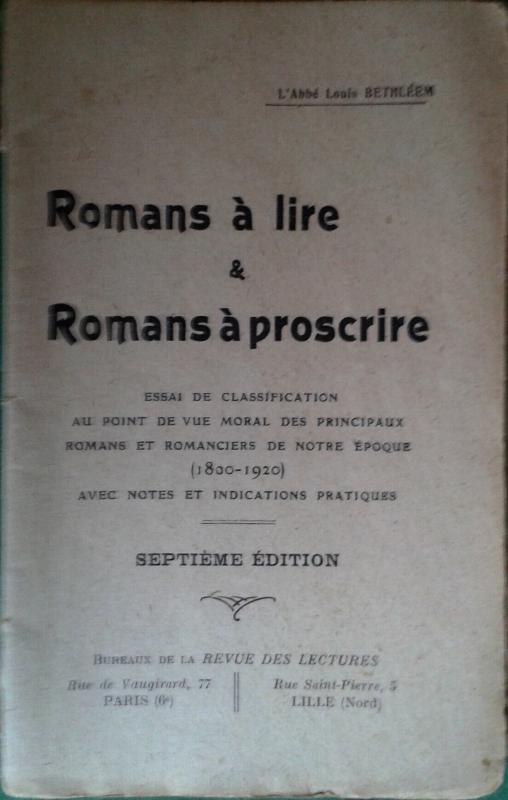 L'Abbé Louis BETHLÉEM
Romans à lire
&
Romans à proscrire
ESSAI DE CLASSIFICATION
AU POINT DE VUE MORAL DES PRINCIPAUX
ROMANS ET ROMANCIERS DE NOTRE ÉPOQUE
(1800-1920)
AVEC NOTES ET INDICATIONS PRATIQUES
SEPTIÈME ÉDITION
BUREAUX DE LA REVUE DES LECTURES
Rue de Vaugirard, 77
PARIS (6e)
Rue Saint-Pierre, 5
LILLE (Nord)